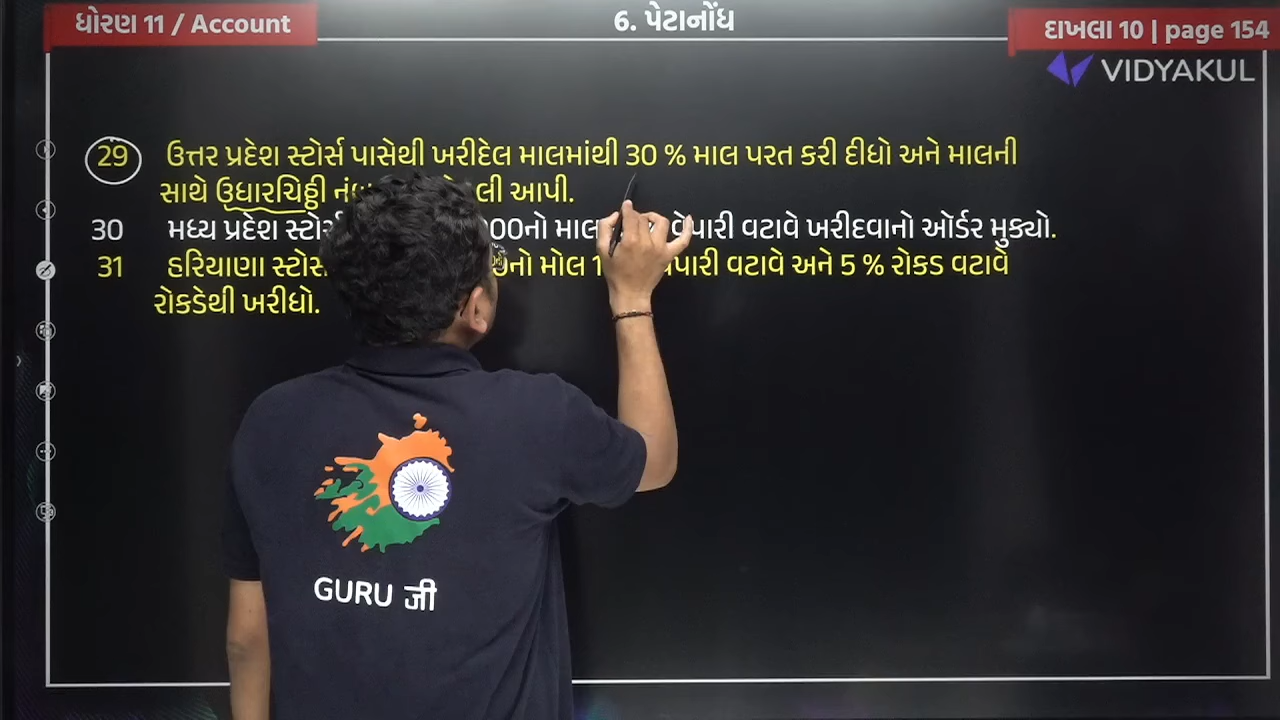 ધોરણ 11 / Account
6. પેટાનોંધ
દાખલા 10 | page 154
VIDYAKUL
29 ઉત્તર પ્રદેશ સ્ટોર્સ પાસેથી ખરીદેલ માલમાંથી 30 % માલ પરત કરી દીધો અને માલની
સાથે ઉધારચિઠ્ઠી આપી.
30 મધ્ય પ્રદેશ 000નો માલ વેપારી વટાવે ખરીદવાનો ઑર્ડર મુક્યો.
31 હરિયાણા સ્ટોર્સ 0નો મોલ વેપારી વટાવે અને 5 % રોકડ વટાવે
રોકડેથી ખરીધો.
GURU जी